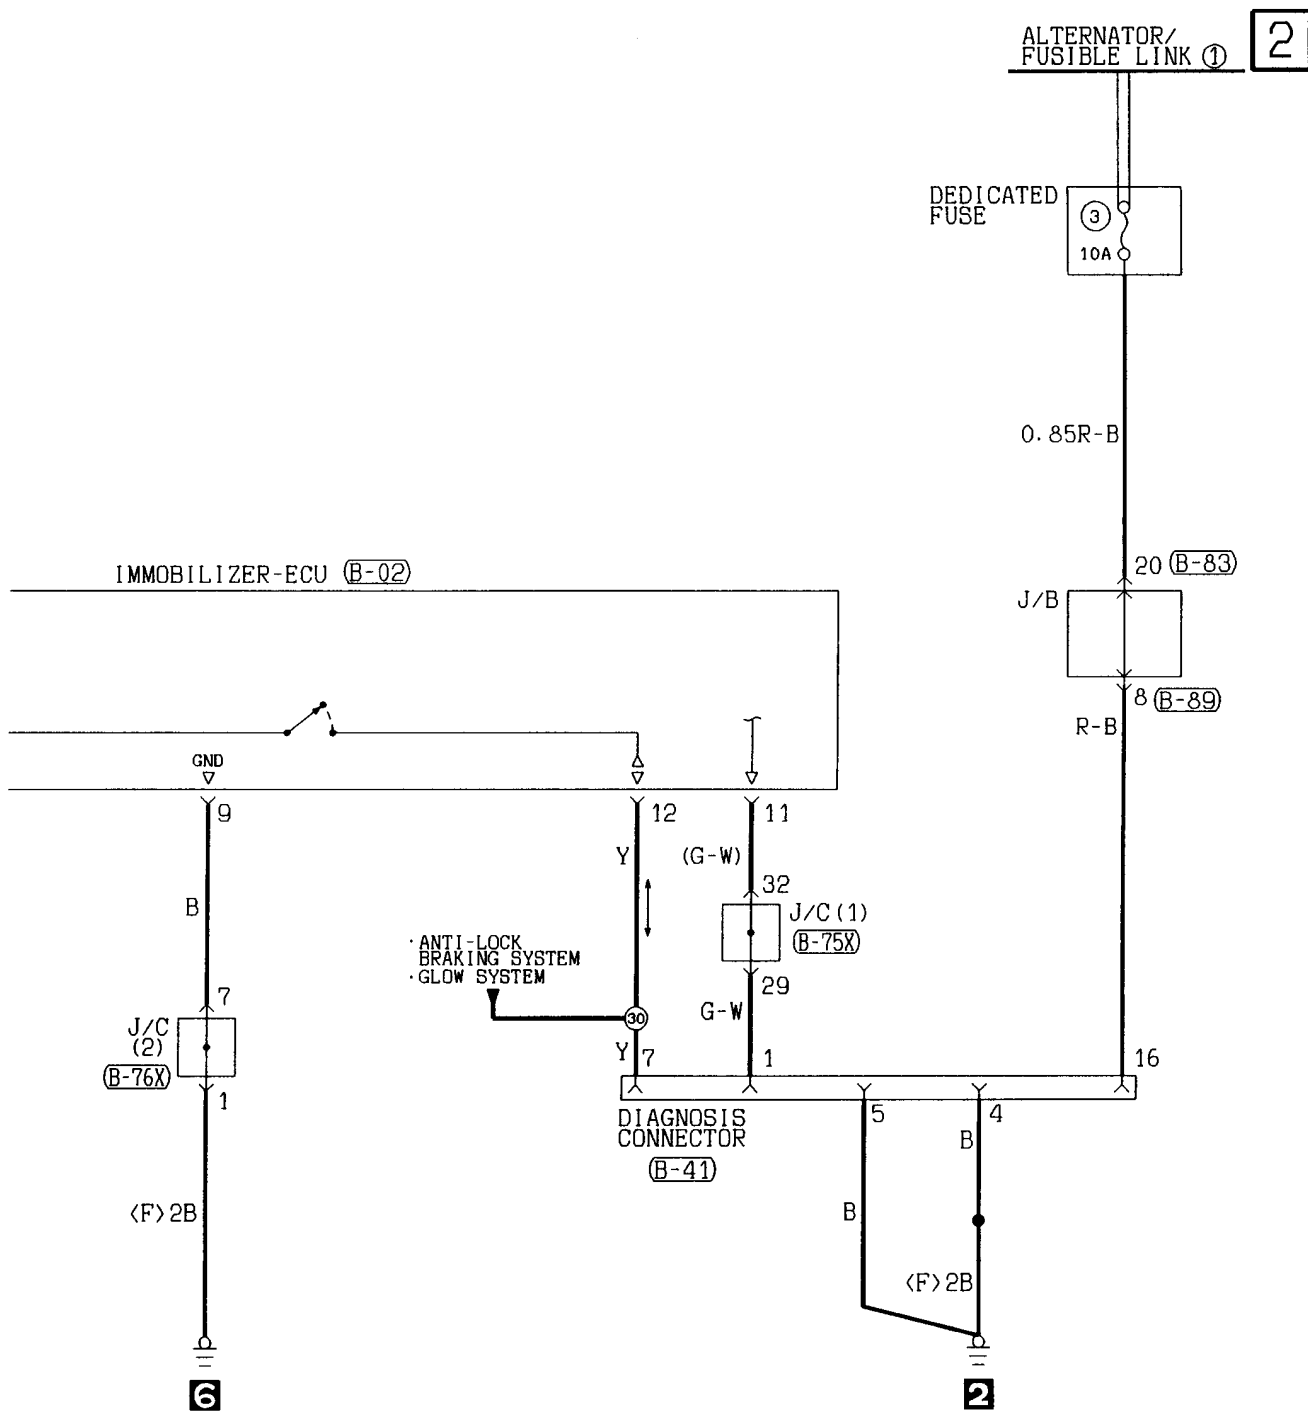 ALTERNATOR/
FUSIBLE LINK ①
2
DEDICATED
FUSE
③
10A
0.85R-B
20 (B-83)
J/B
8 (B-89)
R-B
IMMOBILIZER-ECU (B-02)
GND
9
12
11
Y
(G-W)
B
32
J/C(1)
(B-75X)
· ANTI-LOCK
BRAKING SYSTEM
· GLOW SYSTEM
29
7
J/C
(2)
(B-76X)
30
G-W
Y
7
1
16
1
DIAGNOSIS
CONNECTOR
(B-41)
5
4
B
B
<F>2B
<F>2B
6
2